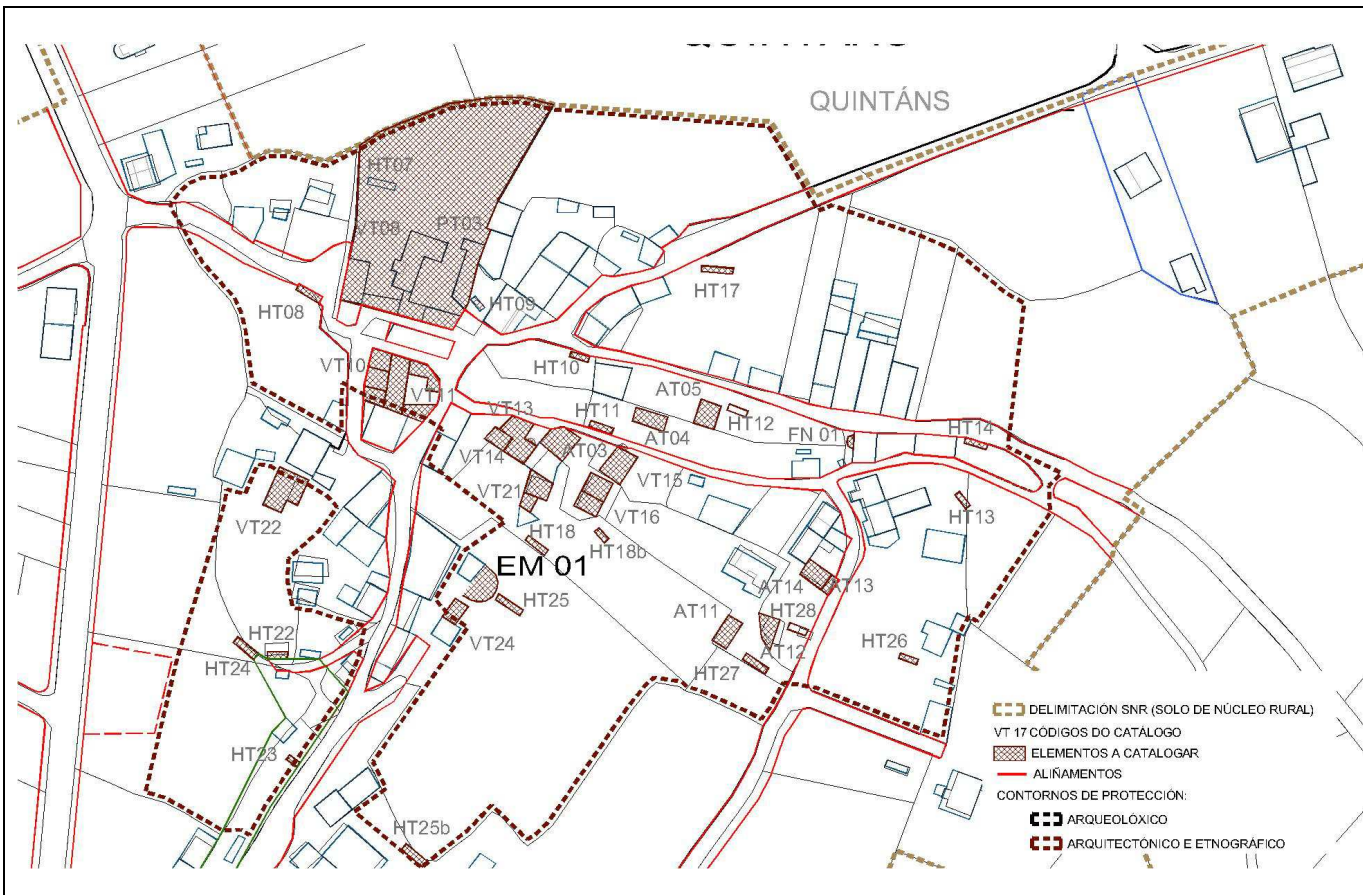 QUINTÁNS
QUINTÁNS
HT07
VT08
PT03
HT17
HT08
HT09
VT10
VT11
HT10
AT05
VT13
HT11
HT12
AT04
FN 01
HT14
VT14
AT03
VT15
VT21
VT16
VT22
HT18
HT18b
HT13
EM 01
HT25
AT14
AT13
VT24
AT11
HT28
HT22
HT24
AT12
HT26
HT27
HT23
HT25b
DELIMITACIÓN SNR (SOLO DE NÚCLEO RURAL)
VT 17 CÓDIGOS DO CATÁLOGO
ELEMENTOS A CATALOGAR
ALIÑAMENTOS
CONTORNOS DE PROTECCIÓN:
ARQUEOLÓXICO
ARQUITECTÓNICO E ETNOGRÁFICO